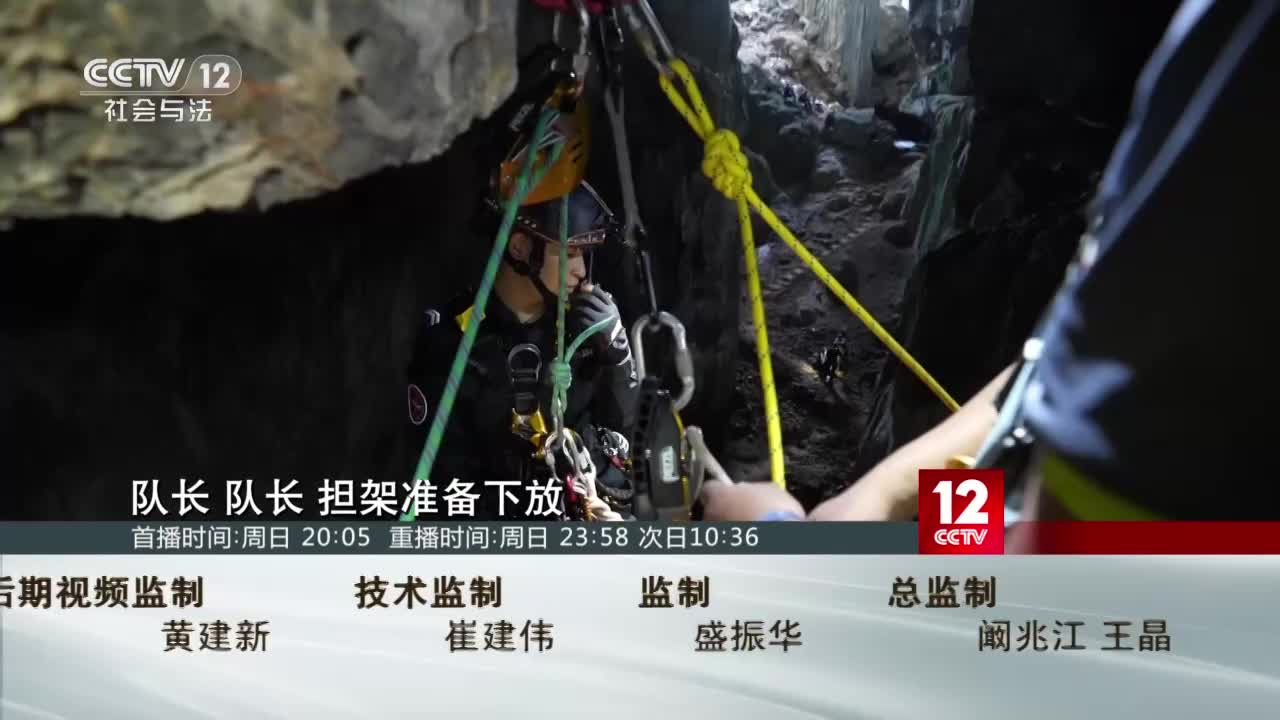 CCTV 12
社会与法
队长 队长 担架准备下放
首播时间:周日 20:05 重播时间:周日 23:58 次日10:36
12
CCTV
后期视频监制 技术监制 监制 总监制
黄建新 崔建伟 盛振华 阚兆江 王晶